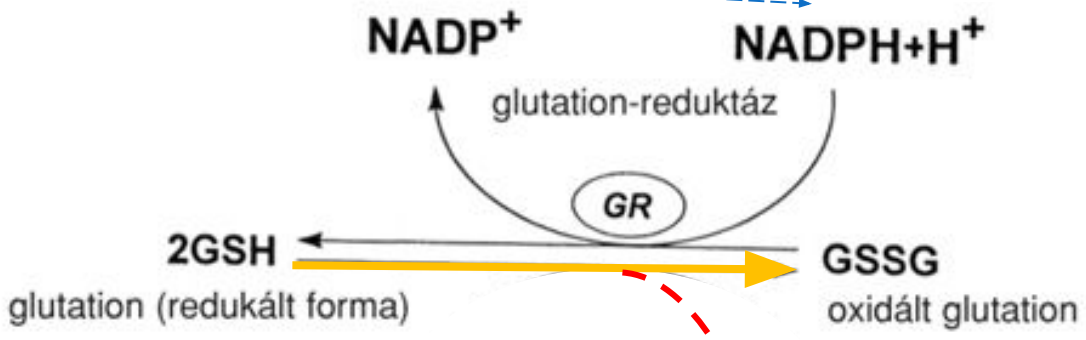 NADP⁺
NADPH+H⁺
glutation-reduktáz
GR
2GSH
GSSG
glutation (redukált forma)
oxidált glutation